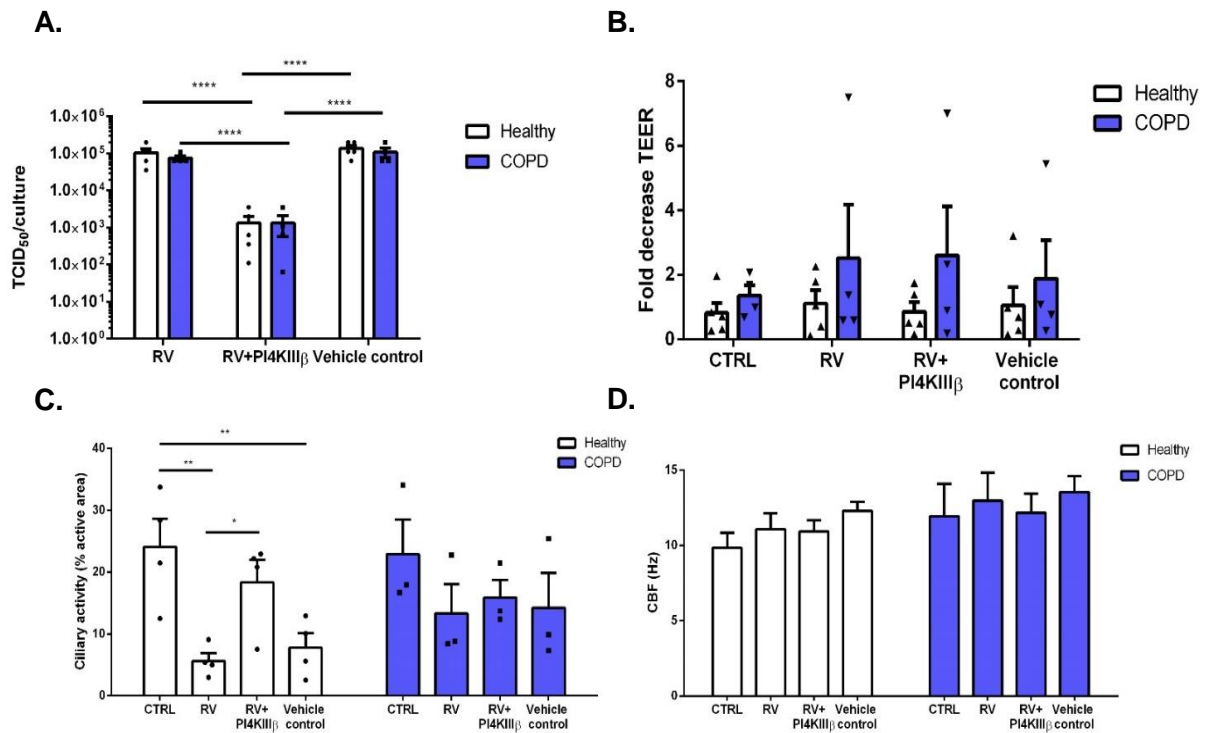 A.
****
****
****
****
1.0×10⁶
1.0×10⁵
1.0×10⁴
1.0×10³
1.0×10²
1.0×10¹
1.0×10⁰
TCID₅₀/culture
RV RV+PI4KIIIβ Vehicle control
Healthy
COPD
B.
8
6
4
2
0
Fold decrease TEER
CTRL RV RV+ Vehicle
PI4KIIIβ control
Healthy
COPD
C.
**
**
*
40
30
20
10
0
Ciliary activity (% active area)
CTRL RV RV+ Vehicle CTRL RV RV+ Vehicle
PI4KIIIβ control PI4KIIIβ control
Healthy
COPD
D.
15
10
5
0
CBF (Hz)
CTRL RV RV+ Vehicle CTRL RV RV+ Vehicle
PI4KIIIβ control PI4KIIIβ control
Healthy
COPD